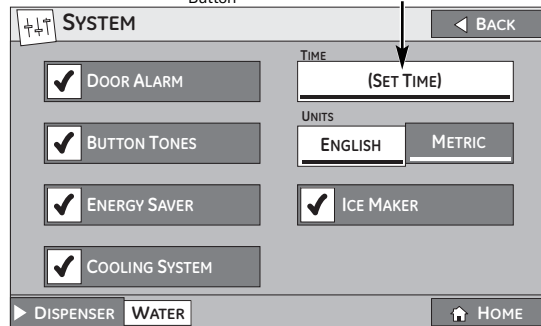 Button
SYSTEM
BACK
TIME
DOOR ALARM
(SET TIME)
UNITS
BUTTON TONES
ENGLISH
METRIC
ENERGY SAVER
ICE MAKER
COOLING SYSTEM
DISPENSER
WATER
HOME